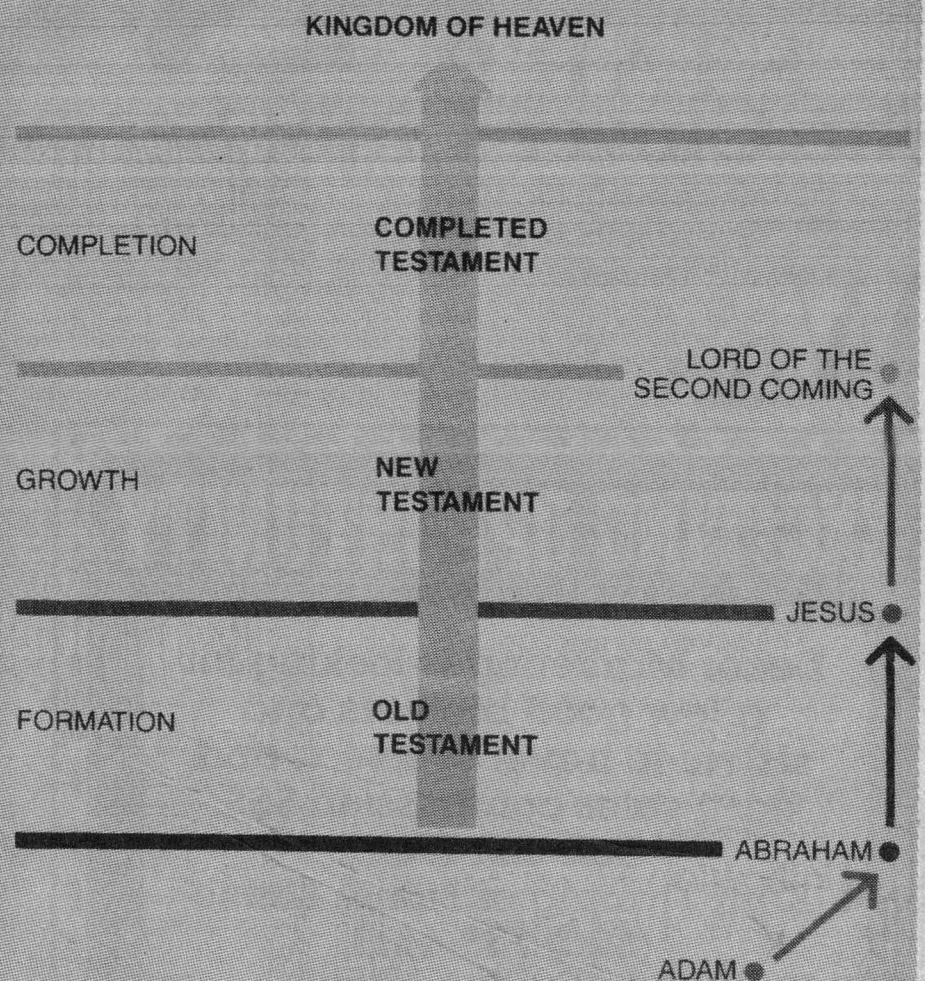 KINGDOM OF HEAVEN
COMPLETION
COMPLETED
TESTAMENT
LORD OF THE
SECOND COMING
GROWTH
NEW
TESTAMENT
JESUS
FORMATION
OLD
TESTAMENT
ABRAHAM
ADAM